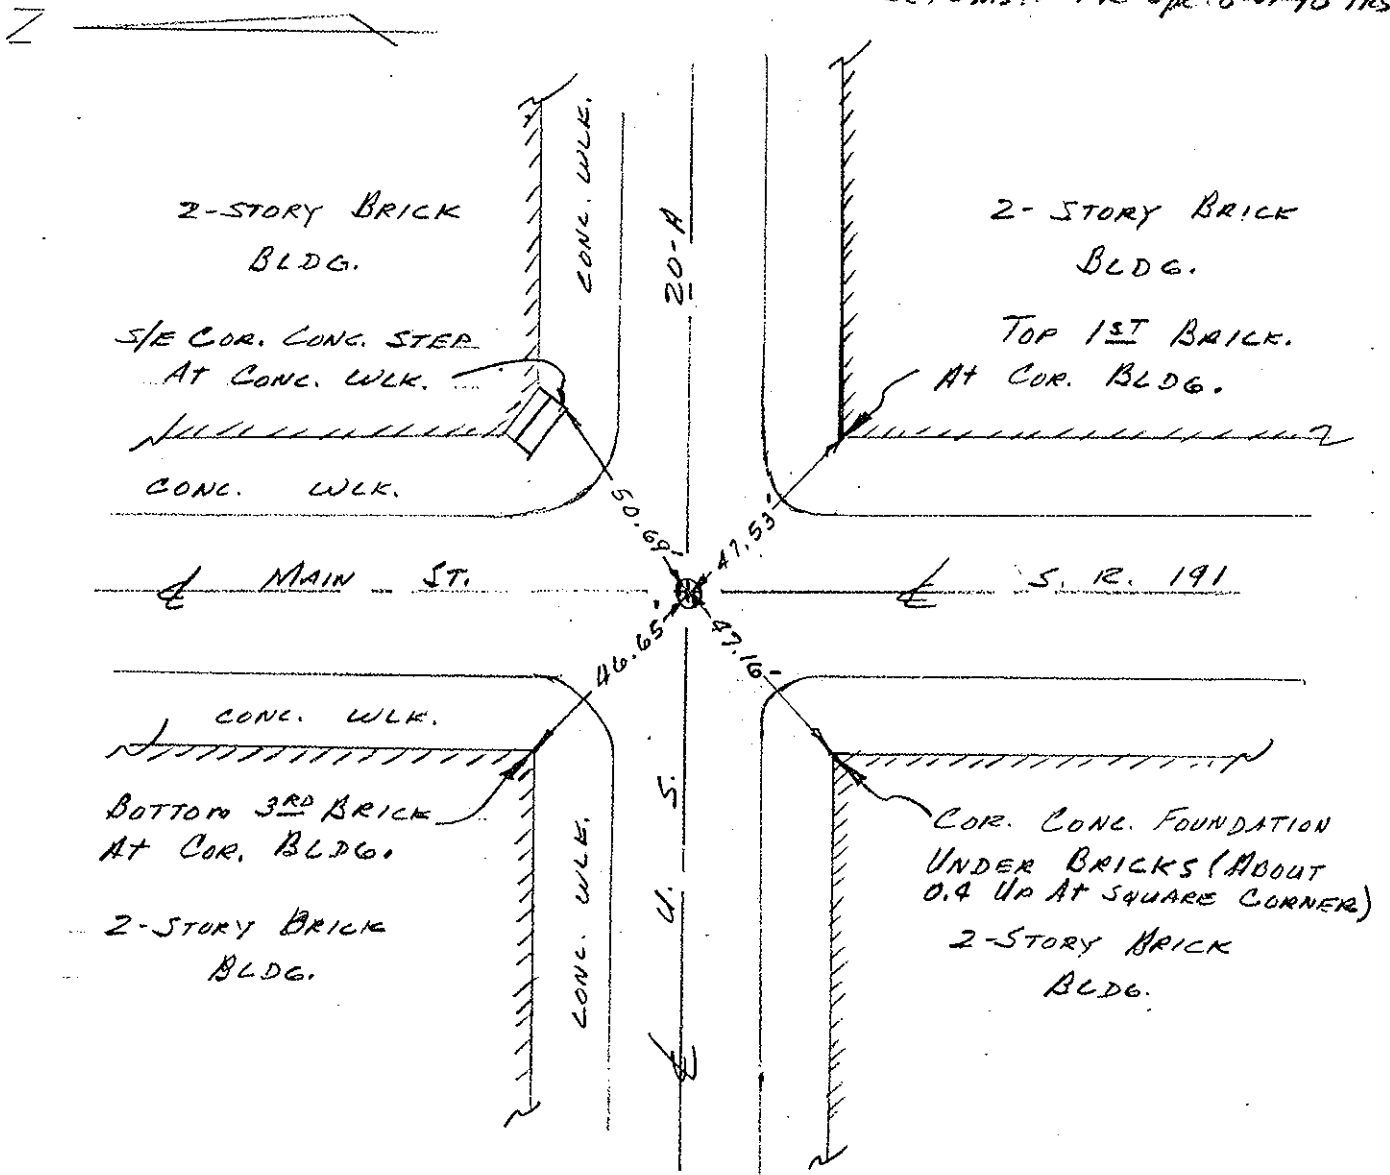 Z
2-STORY BRICK
BLDG.
CONC. WLK.
20-A
2-STORY BRICK
BLDG.
S/E COR. CONC. STEP
At CONC. WLK.
TOP 1ST BRICK.
At COR. BLDG.
CONC. WLK.
50.69'
47.53'
℄ MAIN ST.
℄ S.R. 191
46.65'
47.16'
CONC. WLK.
BOTTOM 3RD BRICK
At COR. BLDG.
2-STORY BRICK
BLDG.
CONC. WLK.
℄ U.S.
COR. CONC. FOUNDATION
UNDER BRICKS (ABOUT
0.4 UP At SQUARE CORNER)
2-STORY BRICK
BLDG.